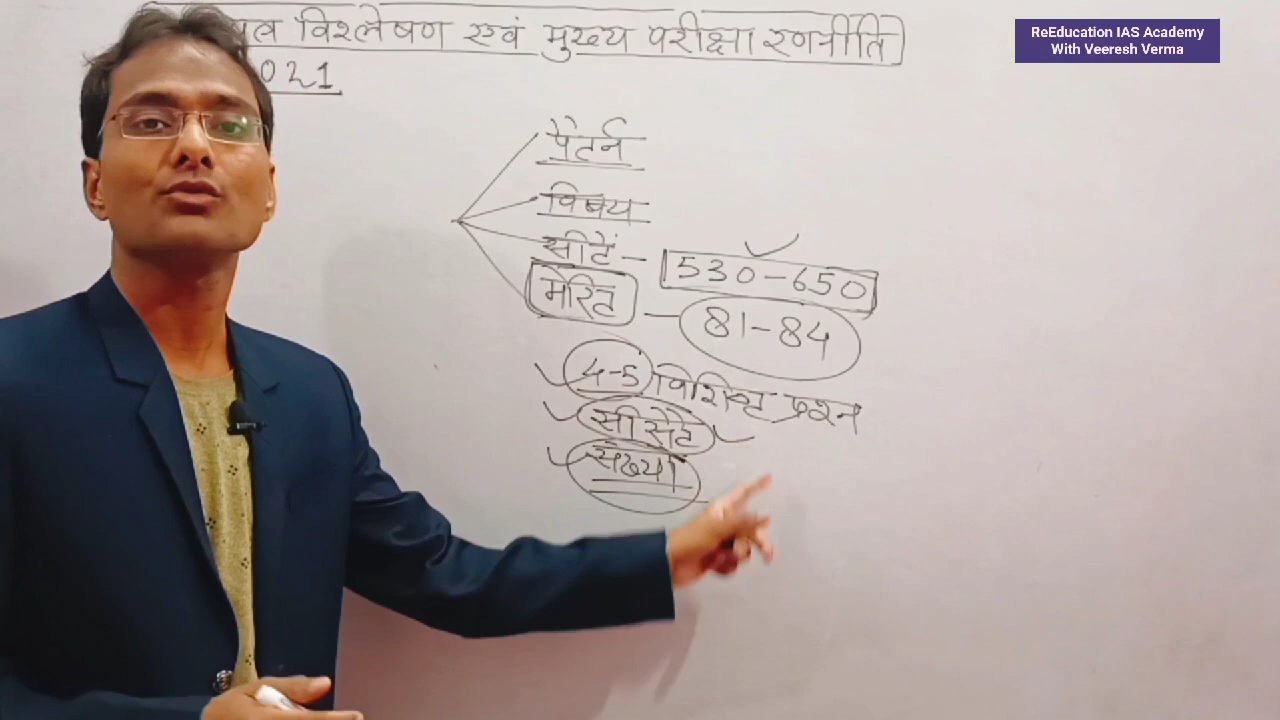 ReEducation IAS Academy
With Veeresh Verma
विश्लेषण एवं मुख्य परीक्षा रणनीति
021
पैटर्न
विषय
सीटें - 530-650
मेरिट - 81-84
4-5 विशिष्ट प्रश्न
सीसेट
संख्या